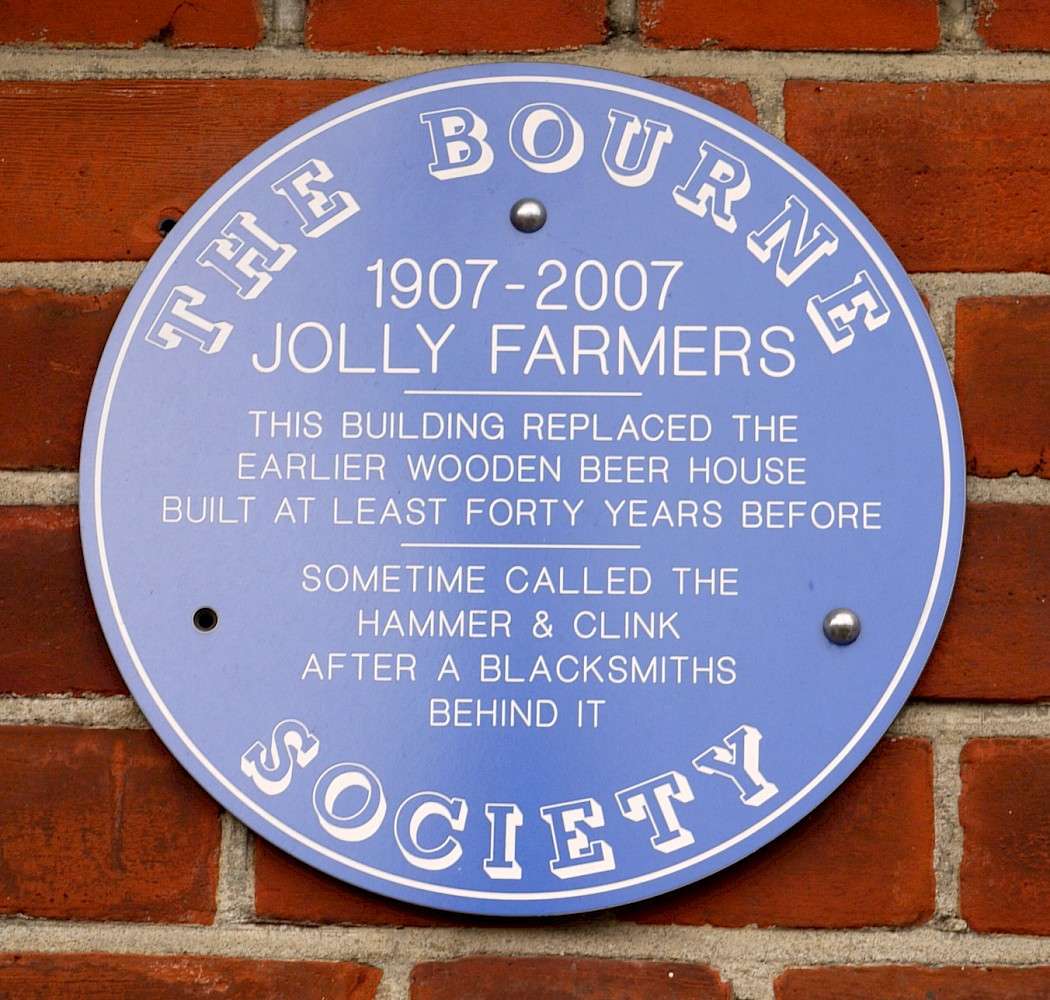 THE BOURNE
1907-2007
JOLLY FARMERS
THIS BUILDING REPLACED THE
EARLIER WOODEN BEER HOUSE
BUILT AT LEAST FORTY YEARS BEFORE
SOMETIME CALLED THE
HAMMER & CLINK
AFTER A BLACKSMITHS
BEHIND IT
SOCIETY